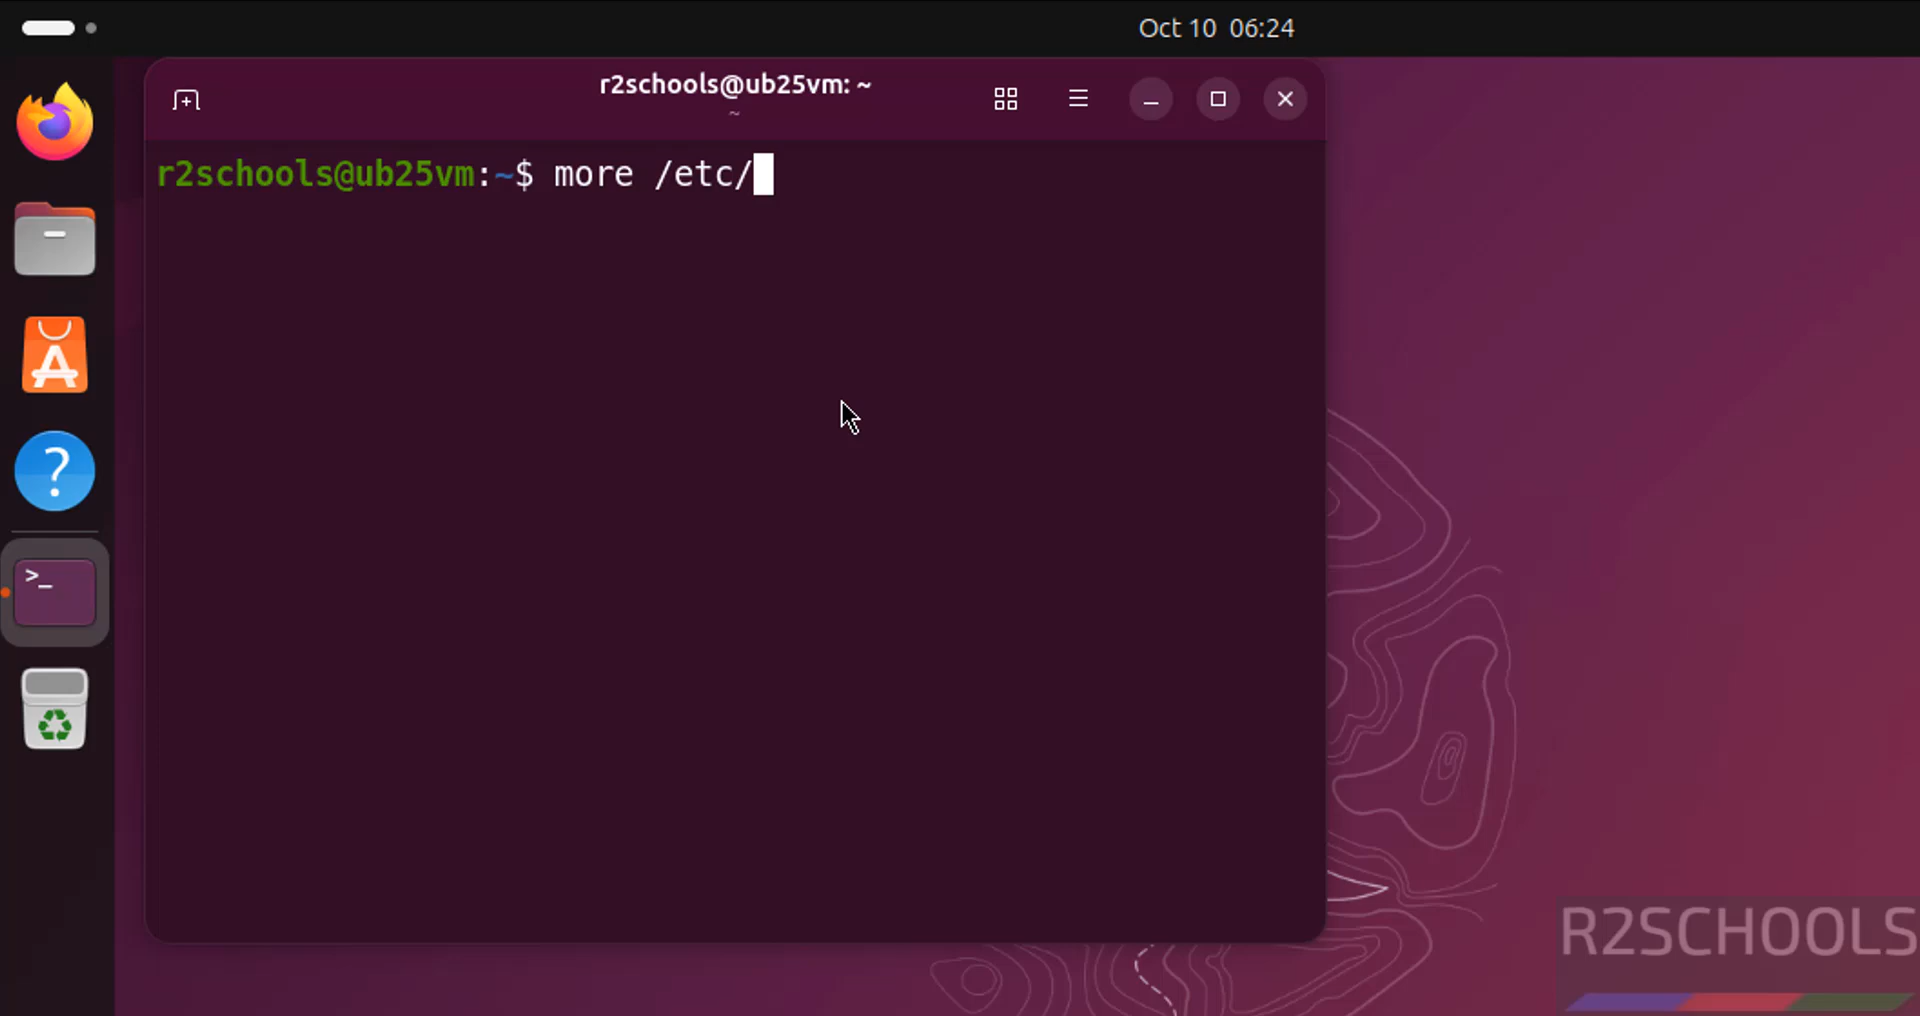 Oct 10 06:24
r2schools@ub25vm: ~
~
r2schools@ub25vm:~$ more /etc/
R2SCHOOLS